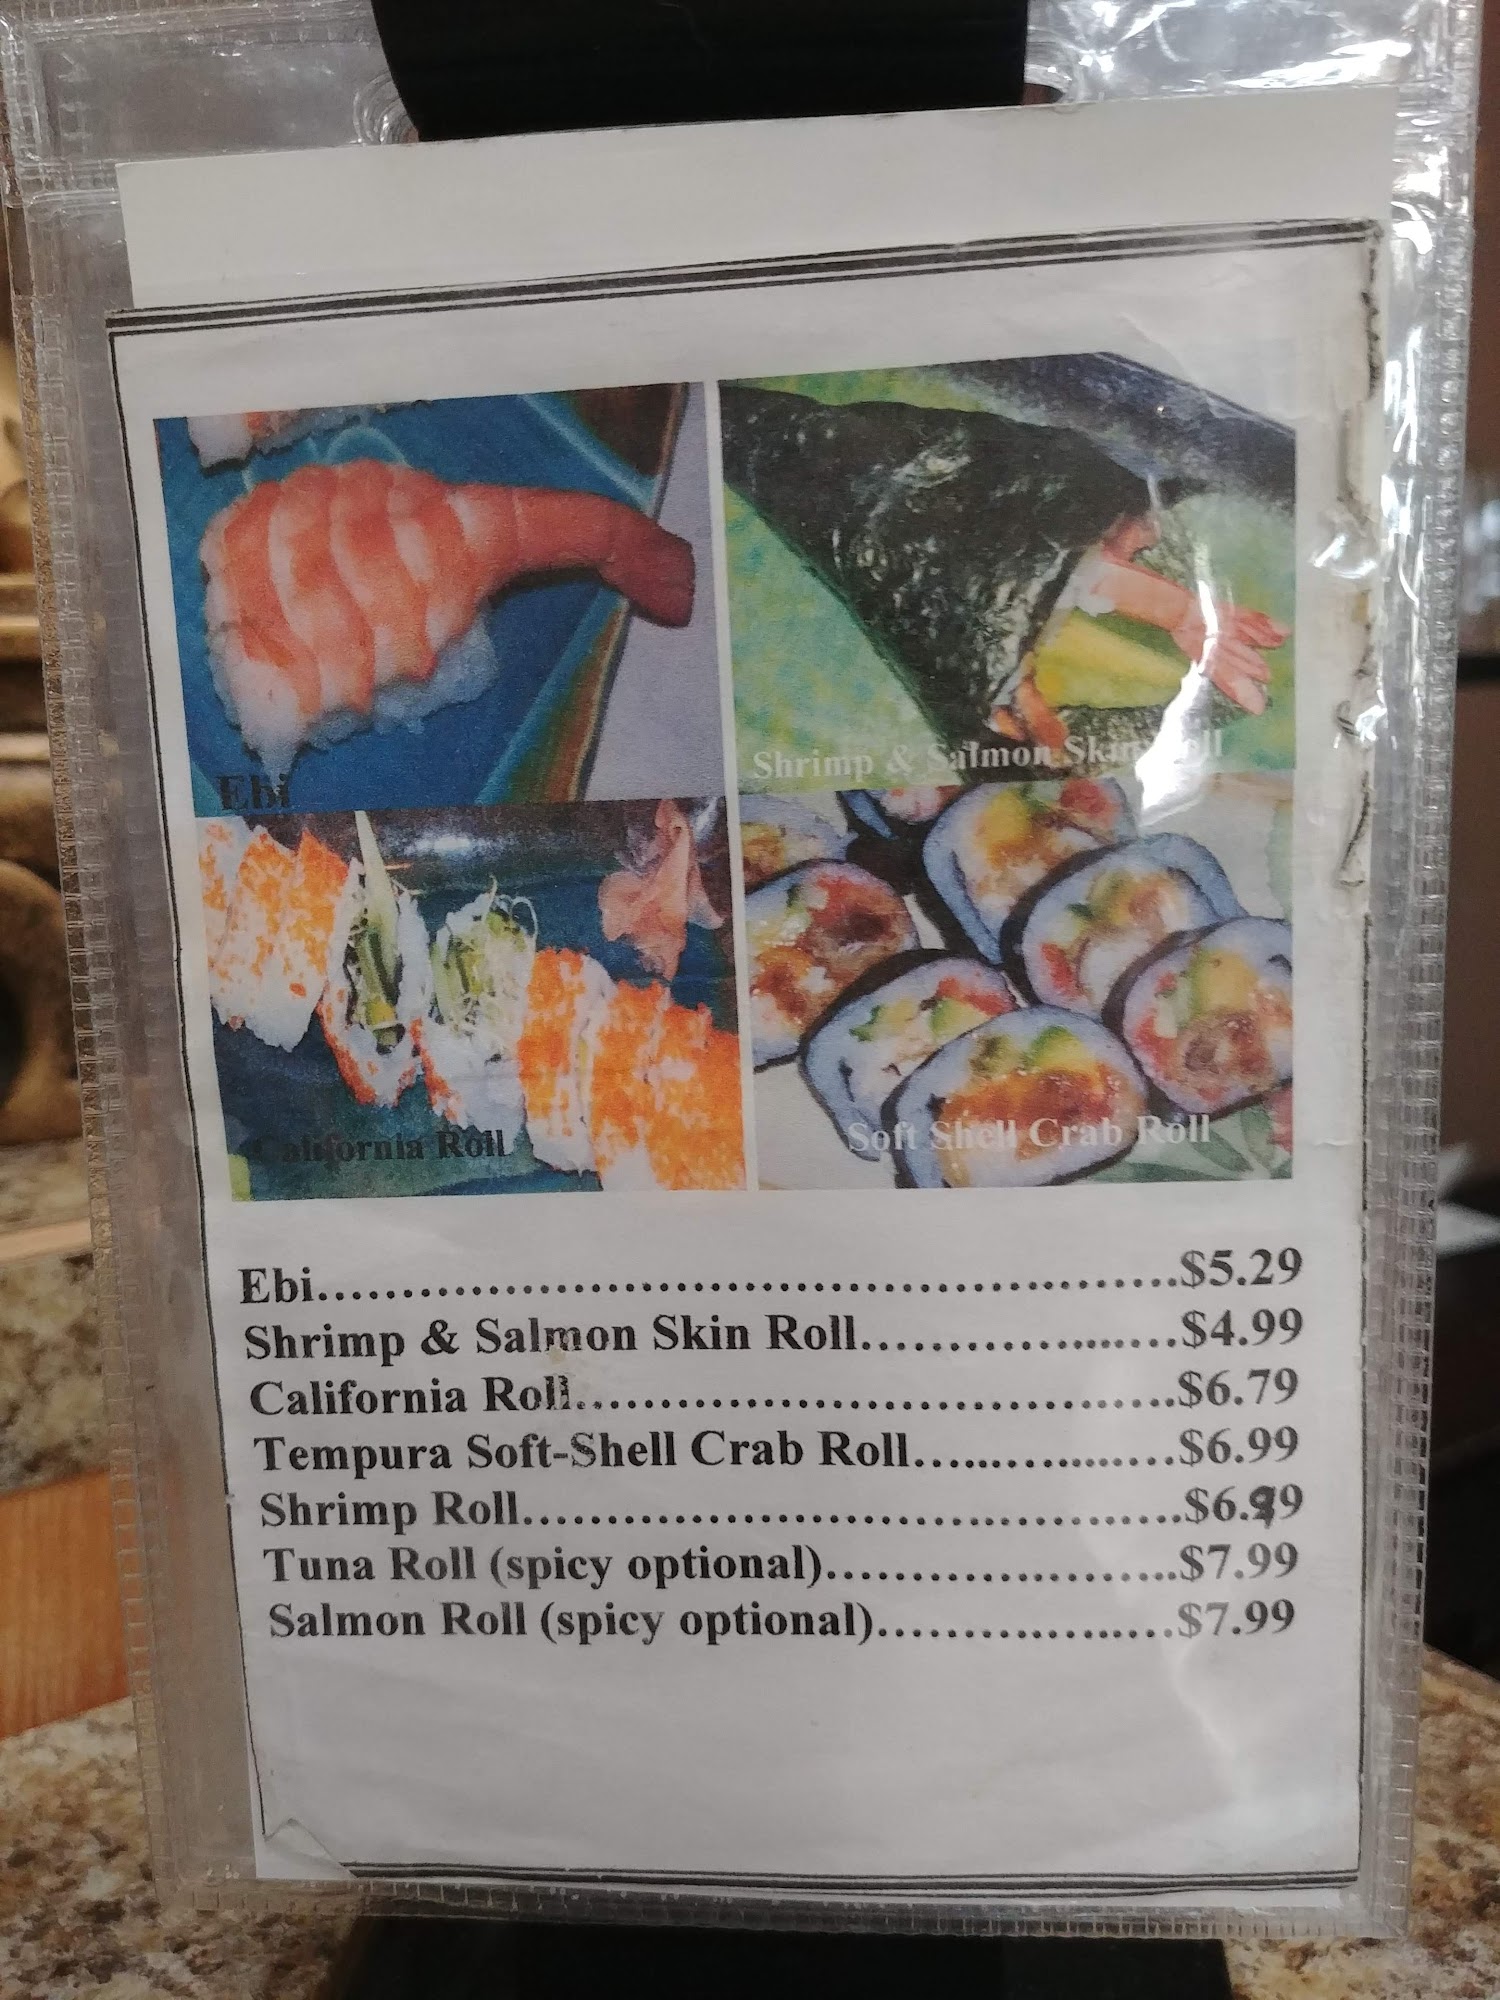 Ebi
Shrimp & Salmon Skin Roll
California Roll
Soft Shell Crab Roll
Ebi.................................................$5.29
Shrimp & Salmon Skin Roll......................$4.99
California Roll.....................................$6.79
Tempura Soft-Shell Crab Roll...................$6.99
Shrimp Roll.........................................$6.99
Tuna Roll (spicy optional)........................$7.99
Salmon Roll (spicy optional).....................$7.99